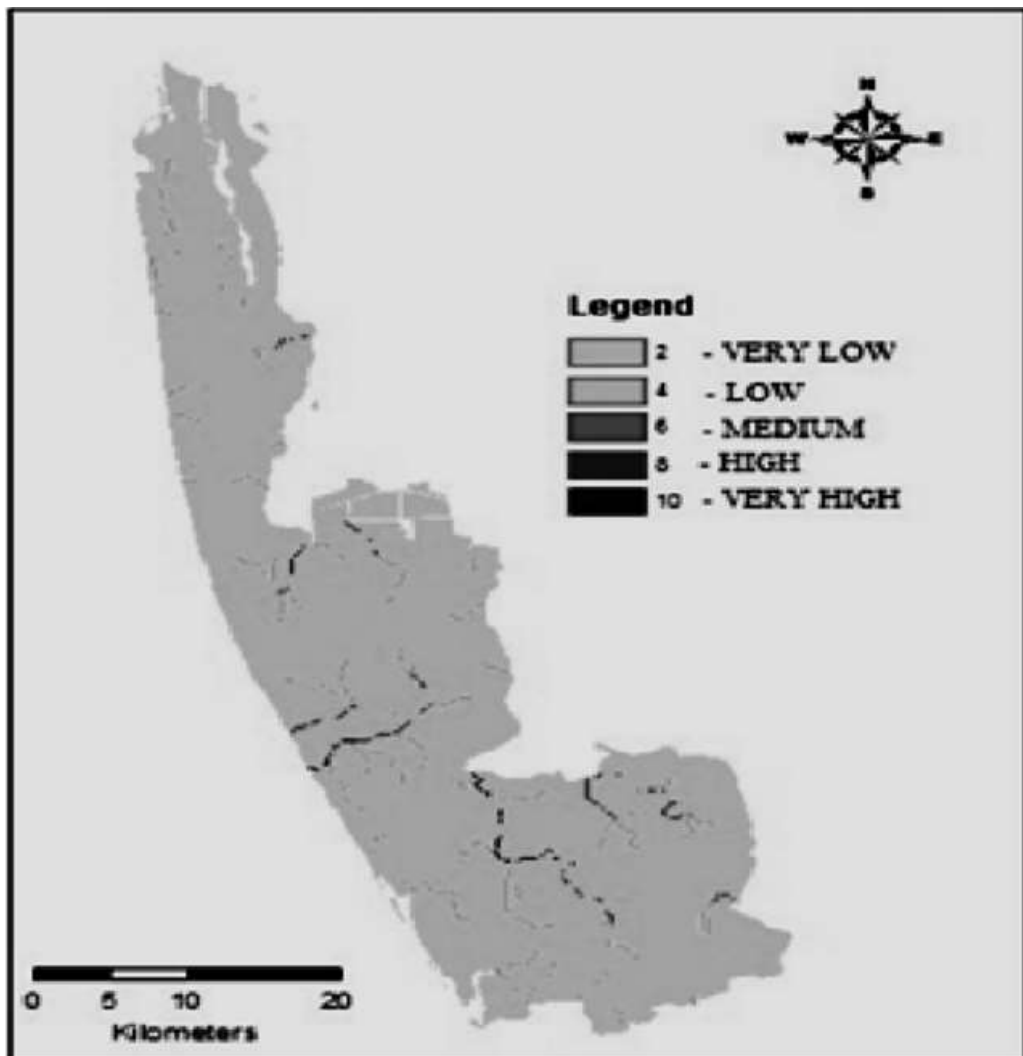 N
W E
S
Legend
2 - VERY LOW
4 - LOW
6 - MEDIUM
8 - HIGH
10 - VERY HIGH
0 5 10 20
Kilometers